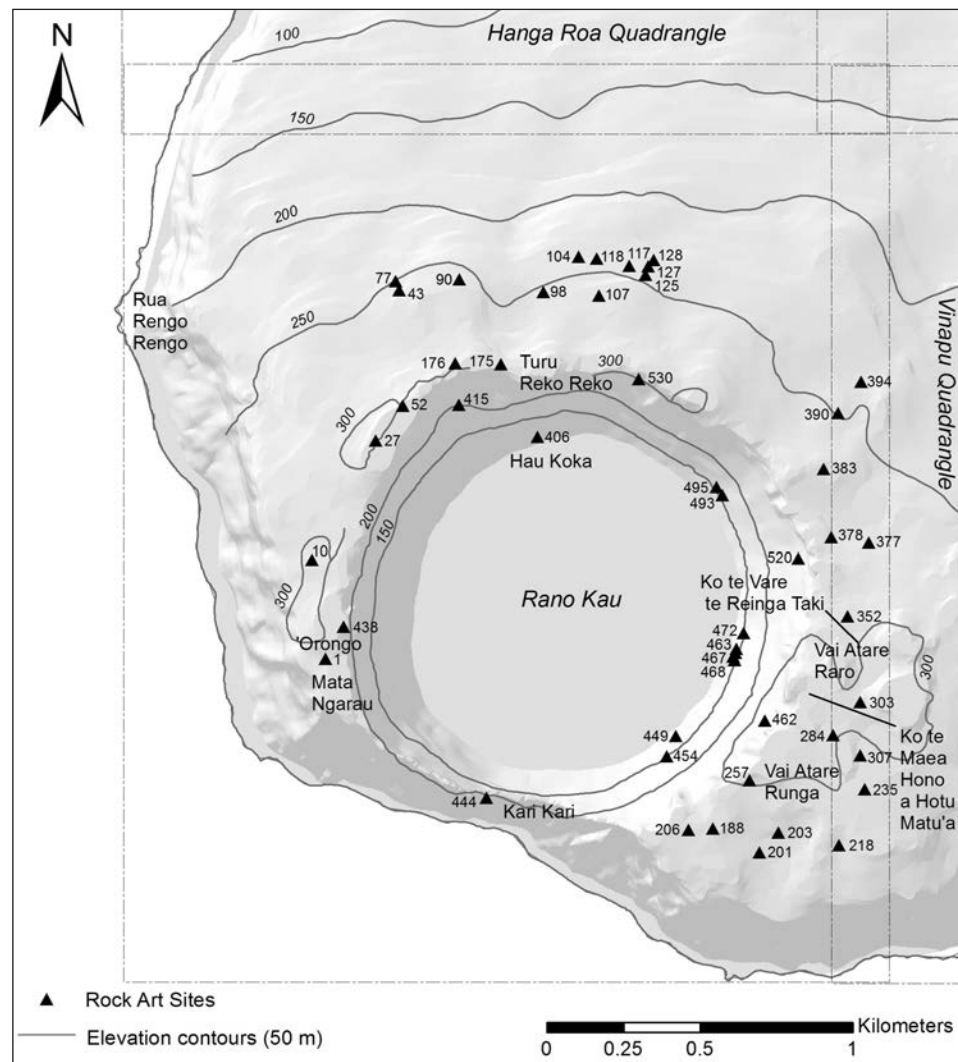 N
100
Hanga Roa Quadrangle
150
200
104
118
117
128
127
125
77
43
90
98
107
Rua
Rengo
Rengo
250
Vinapu Quadrangle
176
175
Turu
Reko Reko
300
530
394
390
300
52
415
27
406
Hau Koka
383
495
493
200
150
378
377
10
520
300
Rano Kau
Ko te Vare
te Reinga Taki
352
438
'Orongo
1
Mata
Ngarau
472
463
467
468
Vai Atare
Raro
300
303
462
284
449
454
257
Vai Atare
Runga
307
235
Ko te
Maea
Hono
a Hotu
Matu'a
444
Kari Kari
206
188
203
201
218
Rock Art Sites
Elevation contours (50 m)
Kilometers
0 0.25 0.5 1